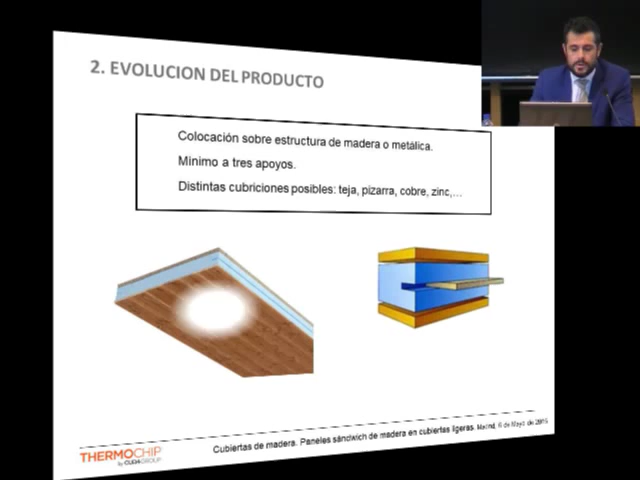 2. EVOLUCION DEL PRODUCTO
Colocación sobre estructura de madera o metálica.
Mínimo a tres apoyos.
Distintas cubriciones posibles: teja, pizarra, cobre, zinc,...
THERMOCHIP
by CUPAGROUP
Cubiertas de madera. Paneles sándwich de madera en cubiertas ligeras. Madrid, 6 de Mayo de 2015